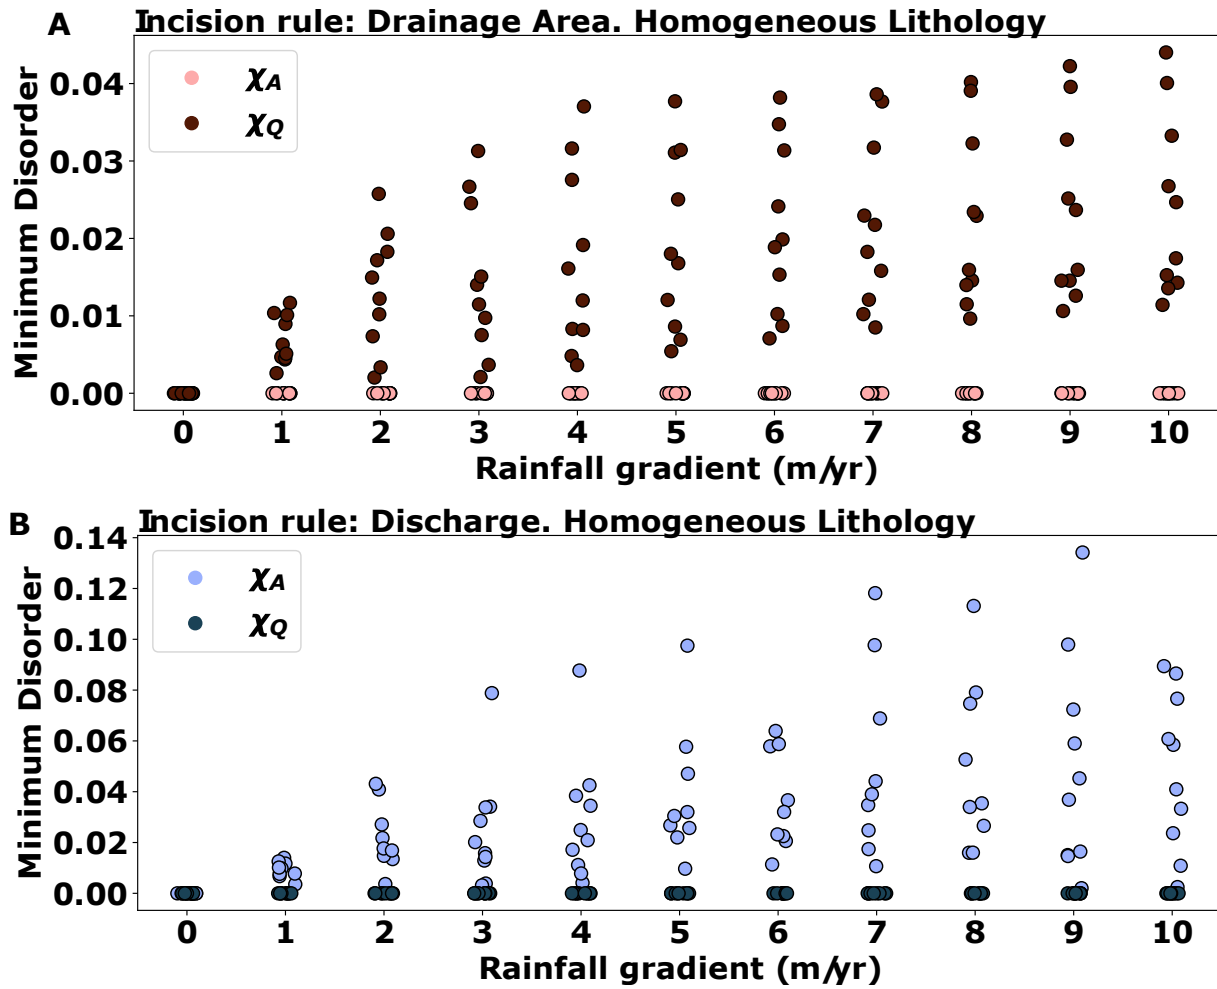 A
Incision rule: Drainage Area. Homogeneous Lithology
χA
χQ
Minimum Disorder
0.04
0.03
0.02
0.01
0.00
0 1 2 3 4 5 6 7 8 9 10
Rainfall gradient (m/yr)
B
Incision rule: Discharge. Homogeneous Lithology
χA
χQ
Minimum Disorder
0.14
0.12
0.10
0.08
0.06
0.04
0.02
0.00
0 1 2 3 4 5 6 7 8 9 10
Rainfall gradient (m/yr)